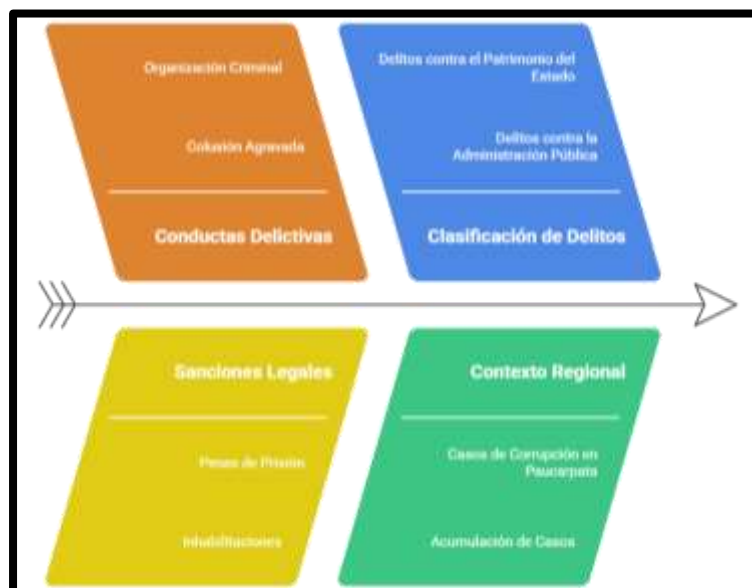 Organización Criminal
Colusión Agravada
Conductas Delictivas
Delitos contra el Patrimonio del
Estado
Delitos contra la
Administración Pública
Clasificación de Delitos
Sanciones Legales
Penas de Prisión
Inhabilitaciones
Contexto Regional
Casos de Corrupción en
Paucarpata
Acumulación de Casos